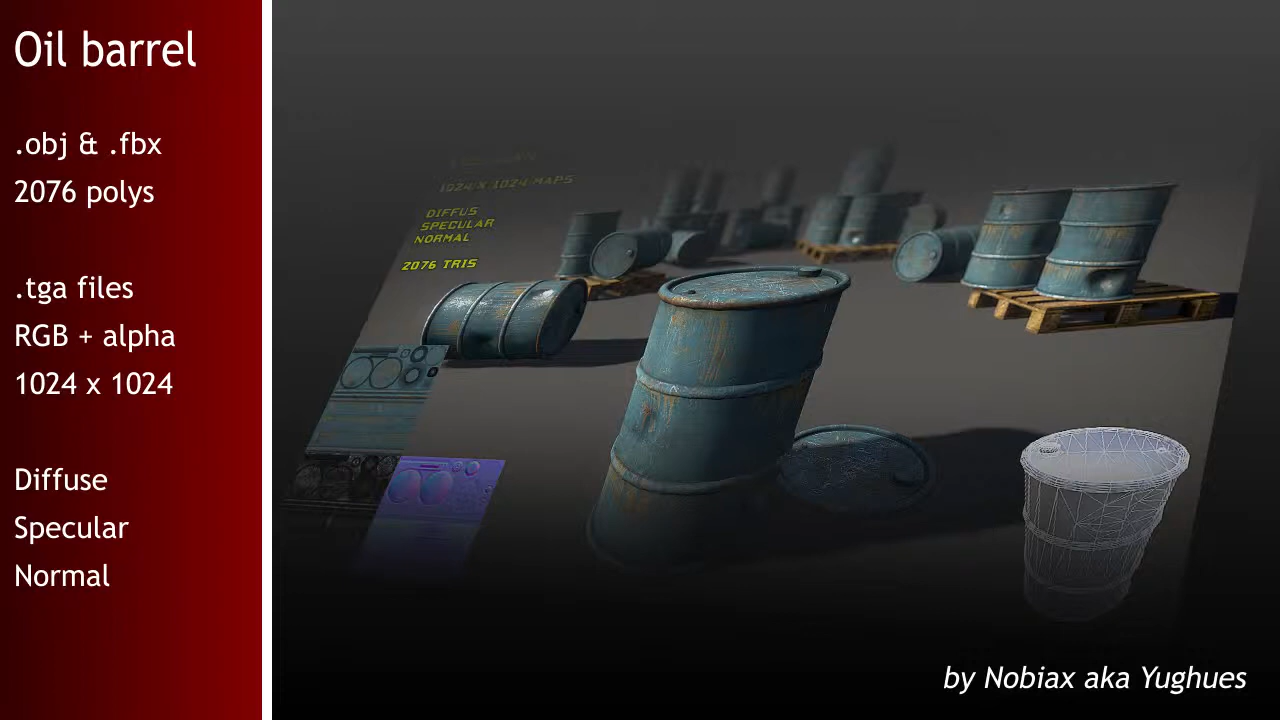 Oil barrel
.obj & .fbx
2076 polys
.tga files
RGB + alpha
1024 x 1024
Diffuse
Specular
Normal
1024 X 1024 MAPS
DIFFUS
SPECULAR
NORMAL
2076 TRIS
by Nobiax aka Yughues